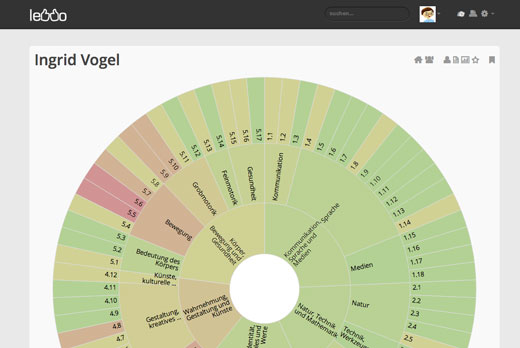 leDDo
suchen...
Ingrid Vogel
5.17
5.16
5.15
5.14
5.13
5.12
5.11
5.10
5.9
5.8
5.7
5.6
5.5
5.4
5.3
5.2
5.1
4.12
4.11
4.10
4.9
4.8
4.7
1.1
1.2
1.3
1.4
1.5
1.6
1.7
1.8
1.9
1.10
1.11
1.12
1.13
1.14
1.15
1.16
1.17
1.18
2.1
2.2
2.3
2.4
2.5
Gesundheit
Feinmotorik
Grobmotorik
Bewegung
Bedeutung des
Körpers
Künste,
kulturelle ...
Gestaltung,
kreatives ...
Kommunikation
Sprache
Medien
Natur
Technik,
Werkzeug
Körper,
Bewegung und
Gesundheit
Wahrnehmung,
Gestaltung und
Künste
Kommunikation,
Sprache und
Medien
Natur, Technik
und Mathematik
Werte